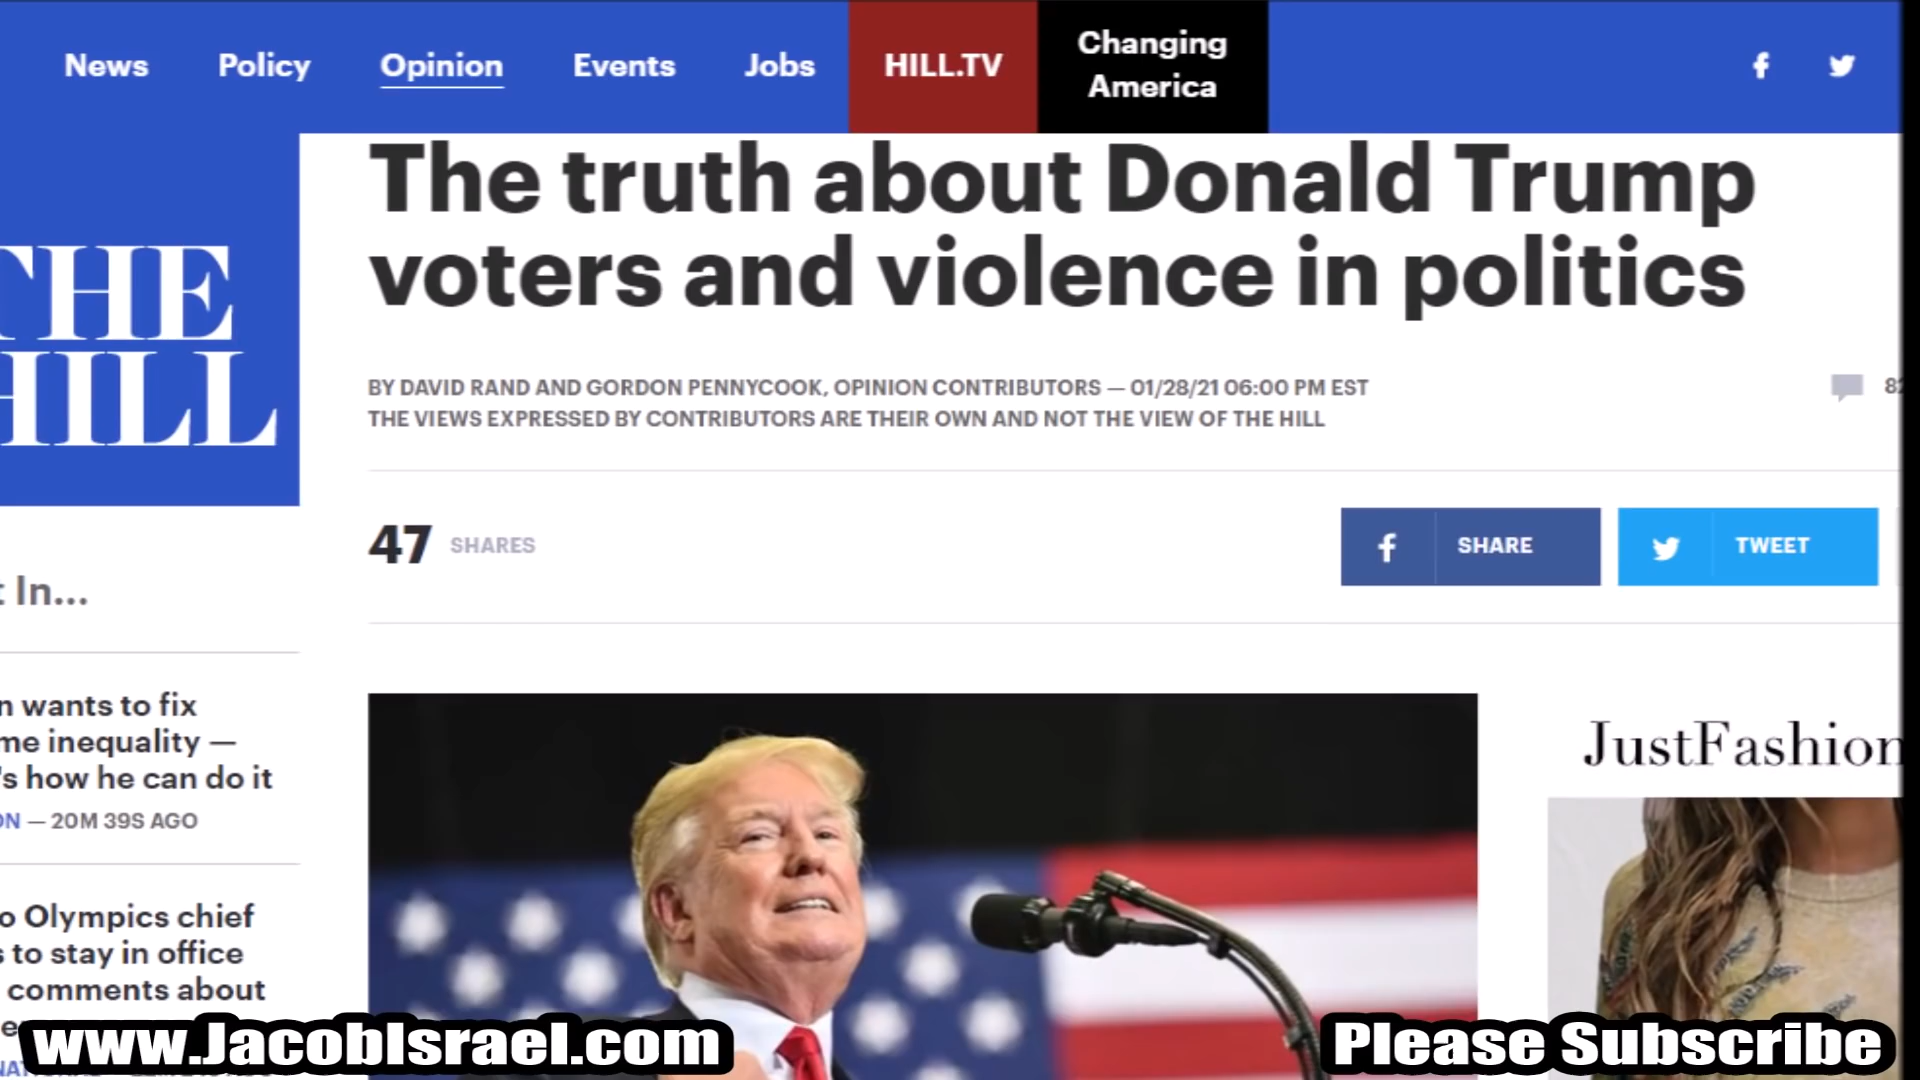 News Policy Opinion Events Jobs HILL.TV Changing
America
The truth about Donald Trump
voters and violence in politics
THE
HILL
BY DAVID RAND AND GORDON PENNYCOOK, OPINION CONTRIBUTORS — 01/28/21 06:00 PM EST
THE VIEWS EXPRESSED BY CONTRIBUTORS ARE THEIR OWN AND NOT THE VIEW OF THE HILL
47 SHARES
SHARE
TWEET
In...
wants to fix
inequality —
's how he can do it
— 20M 39S AGO
Olympics chief
to stay in office
comments about
JustFashion
www.JacobIsrael.com
Please Subscribe